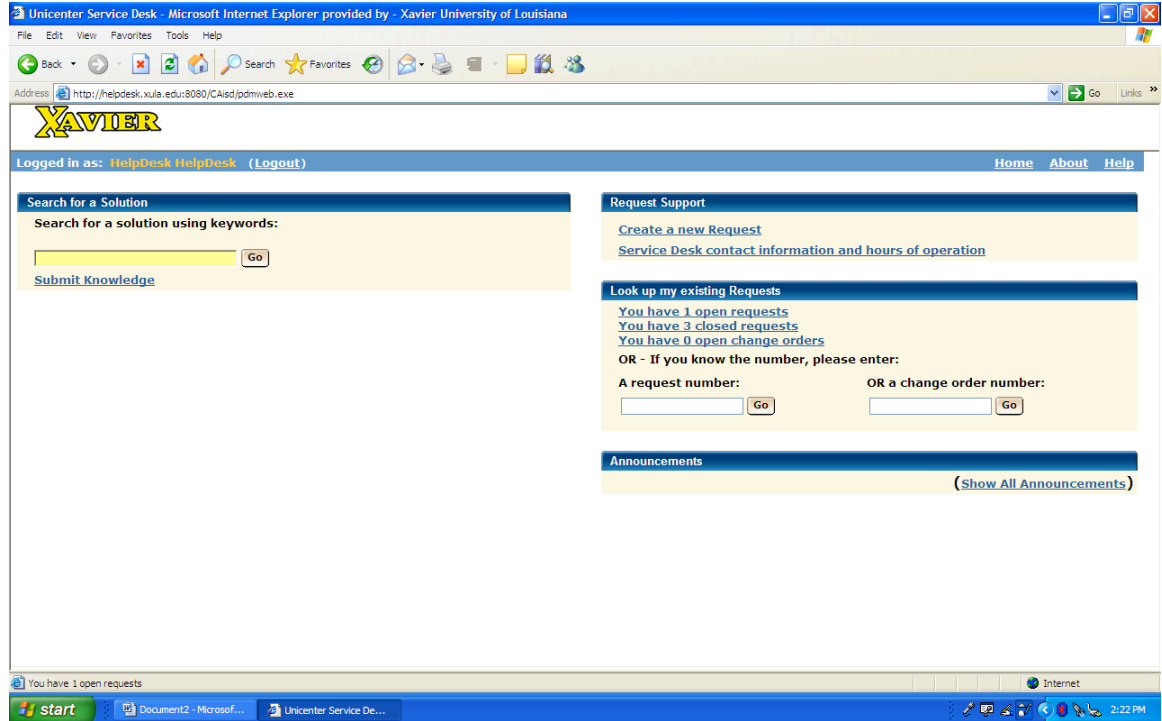 Unicenter Service Desk - Microsoft Internet Explorer provided by - Xavier University of Louisiana
File Edit View Favorites Tools Help
Back Search Favorites
Address http://helpdesk.xula.edu:8080/CAisd/pdmweb.exe Go Links »
XAVIER
Logged in as: HelpDesk HelpDesk (Logout) Home About Help
Search for a Solution
Search for a solution using keywords:
Go
Submit Knowledge
Request Support
Create a new Request
Service Desk contact information and hours of operation
Look up my existing Requests
You have 1 open requests
You have 3 closed requests
You have 0 open change orders
OR - If you know the number, please enter:
A request number: OR a change order number:
Go Go
Announcements
(Show All Announcements)
You have 1 open requests Internet
start Document2 - Microsof... Unicenter Service De... 2:22 PM